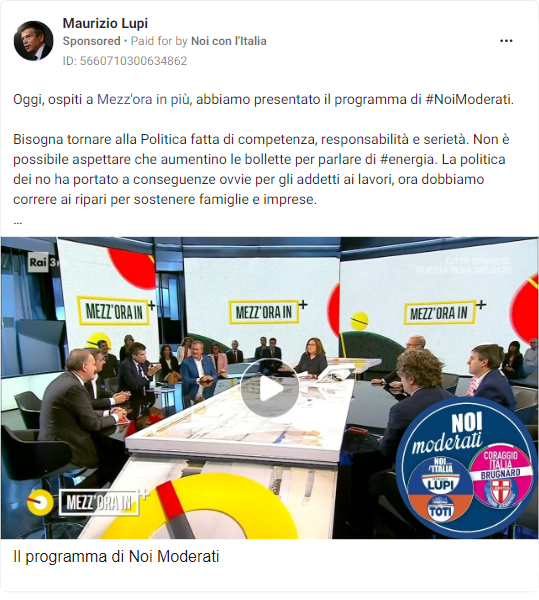 Maurizio Lupi
Sponsored • Paid for by Noi con l'Italia
ID: 5660710300634862
Oggi, ospiti a Mezz'ora in più, abbiamo presentato il programma di #NoiModerati.
Bisogna tornare alla Politica fatta di competenza, responsabilità e serietà. Non è
possibile aspettare che aumentino le bollette per parlare di #energia. La politica
dei no ha portato a conseguenze ovvie per gli addetti ai lavori, ora dobbiamo
correre ai ripari per sostenere famiglie e imprese.
...
Rai 3
MEZZ'ORA IN +
MEZZ'ORA IN +
MEZZ'ORA IN +
NOI
moderati
NOI
L'ITALIA
LUPI
TOTI
CORAGGIO
ITALIA
BRUGNARO
MEZZ'ORA IN +
Il programma di Noi Moderati